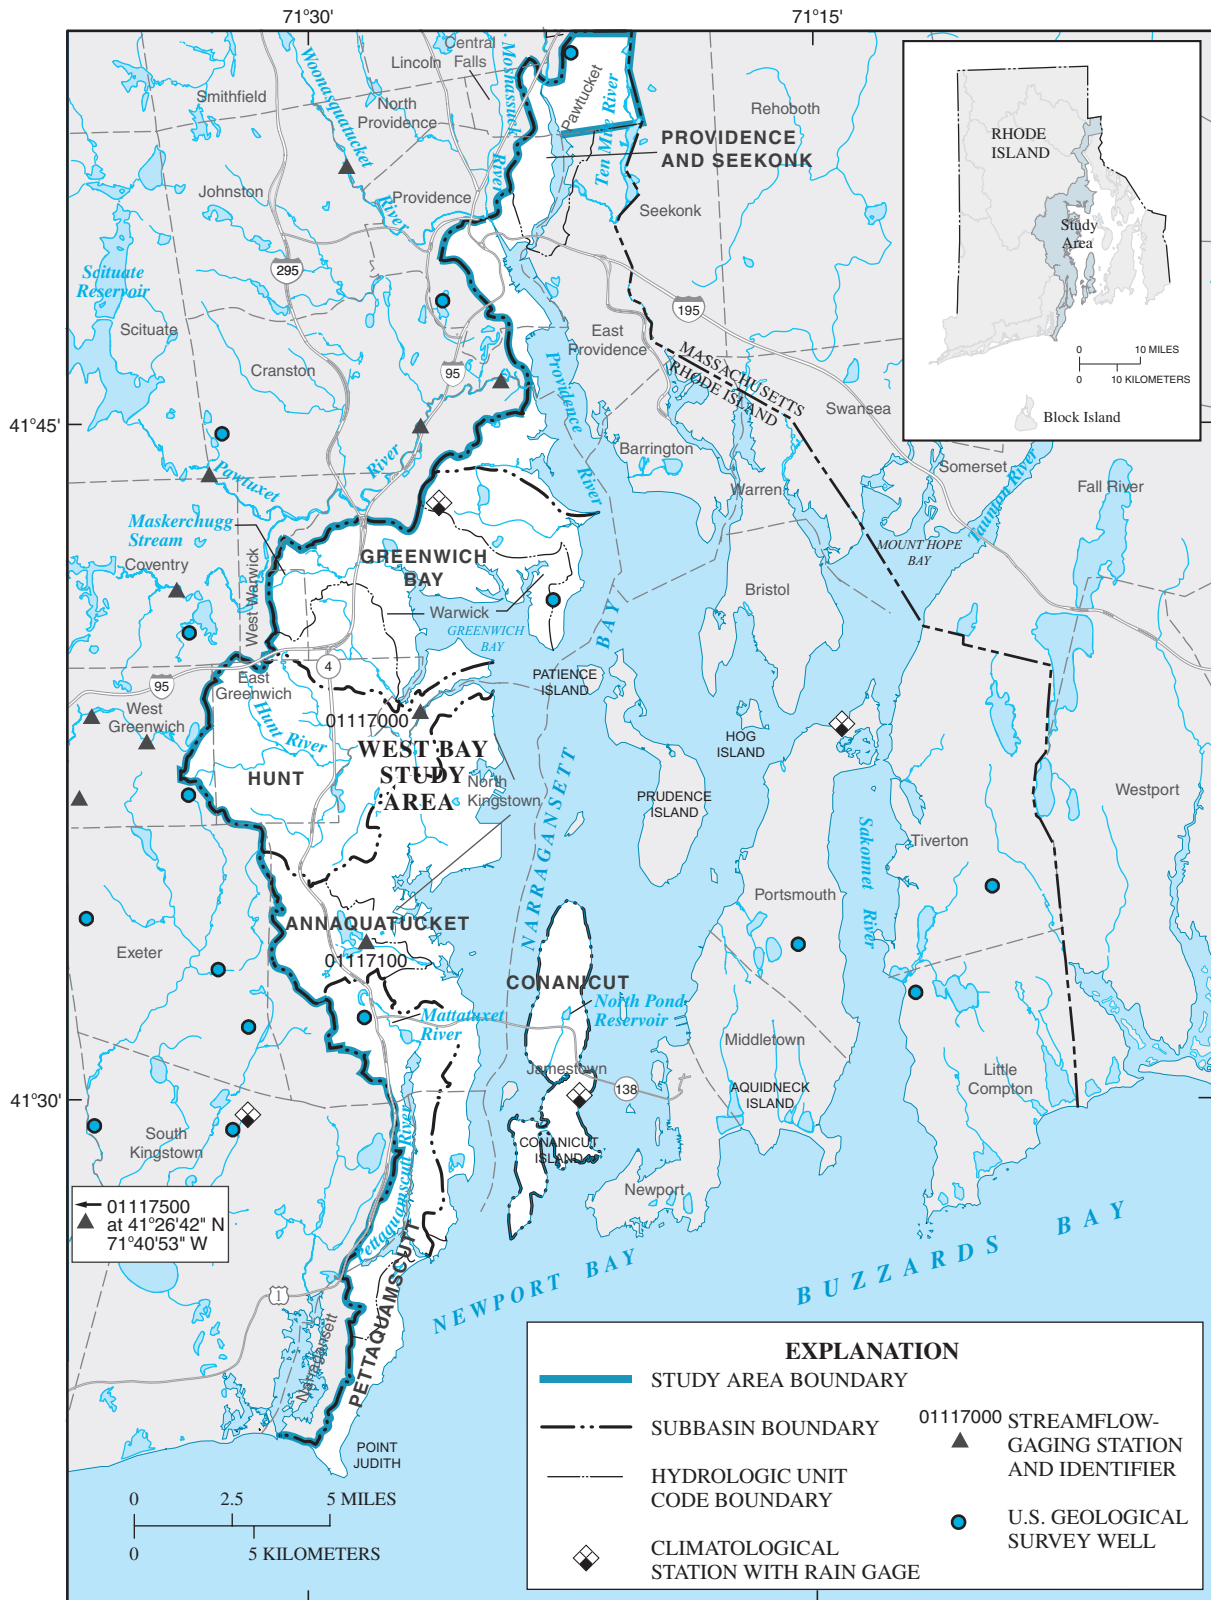 71°30'
71°15'
Central
Falls
Lincoln
Woonasquatucket
River
Moshassuck
River
Smithfield
North
Providence
Pawtucket
Ten Mile River
Rehoboth
PROVIDENCE
AND SEEKONK
Johnston
Providence
Seekonk
295
Scituate
Reservoir
Scituate
195
East
Providence
Providence
River
MASSACHUSETTS
RHODE ISLAND
Cranston
95
Swansea
41°45'
Barrington
Somerset
Taunton River
Fall River
Pawtuxet
River
Warren
Maskerchugg
Stream
Coventry
West Warwick
GREENWICH
BAY
MOUNT HOPE
BAY
Bristol
Warwick
GREENWICH
BAY
4
95
East
Greenwich
PATIENCE
ISLAND
West
Greenwich
Hunt River
01117000
HOG
ISLAND
WEST BAY
STUDY
AREA
HUNT
North
Kingstown
PRUDENCE
ISLAND
NARRAGANSETT
BAY
Westport
Sakonnet
River
Tiverton
Portsmouth
ANNAQUATUCKET
Exeter
01117100
CONANICUT
North Pond
Reservoir
Mattatuxet
River
Middletown
Jamestown
138
Little
Compton
41°30'
AQUIDNECK
ISLAND
South
Kingstown
CONANICUT
ISLAND
Newport
Pettaquamscutt River
01117500
at 41°26'42" N
71°40'53" W
PETTAQUAMSCUTT
NEWPORT BAY
BUZZARDS BAY
1
Narragansett
POINT
JUDITH
0 2.5 5 MILES
0 5 KILOMETERS
RHODE
ISLAND
Study
Area
0 10 MILES
0 10 KILOMETERS
Block Island
EXPLANATION
STUDY AREA BOUNDARY
SUBBASIN BOUNDARY
HYDROLOGIC UNIT
CODE BOUNDARY
CLIMATOLOGICAL
STATION WITH RAIN GAGE
01117000
STREAMFLOW-
GAGING STATION
AND IDENTIFIER
U.S. GEOLOGICAL
SURVEY WELL